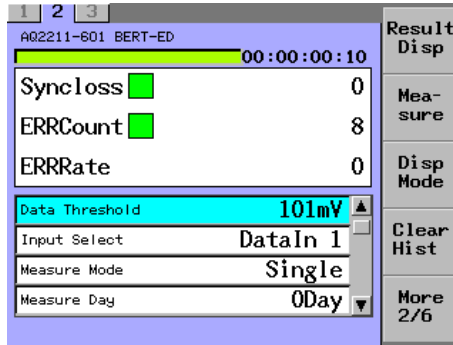 1 2 3
AQ2211-601 BERT-ED
00:00:00:10
Syncloss 0
ERRCount 8
ERRRate 0
Data Threshold 101mV
Input Select DataIn 1
Measure Mode Single
Measure Day 0Day
Result
Disp
Mea-
sure
Disp
Mode
Clear
Hist
More
2/6